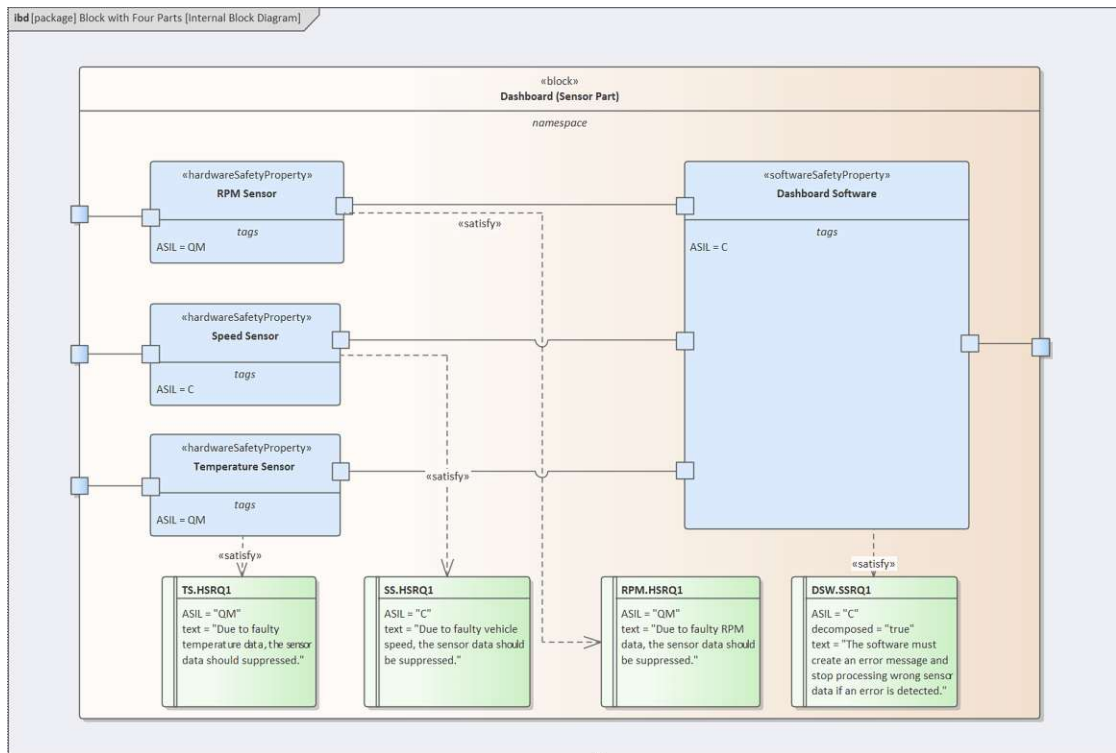 ibd [package] Block with Four Parts [Internal Block Diagram]
«block»
Dashboard (Sensor Part)
namespace
«hardwareSafetyProperty»
RPM Sensor
tags
ASIL = QM
«softwareSafetyProperty»
Dashboard Software
tags
ASIL = C
«satisfy»
«hardwareSafetyProperty»
Speed Sensor
tags
ASIL = C
«hardwareSafetyProperty»
Temperature Sensor
tags
ASIL = QM
«satisfy»
«satisfy»
«satisfy»
TS.HSRQ1
ASIL = "QM"
text = "Due to faulty
temperature data, the sensor
data should suppressed."
SS.HSRQ1
ASIL = "C"
text = "Due to faulty vehicle
speed, the sensor data should
be suppressed."
RPM.HSRQ1
ASIL = "QM"
text = "Due to faulty RPM
data, the sensor data should
be suppressed."
DSW.SSRQ1
ASIL = "C"
decomposed = "true"
text = "The software must
create an error message and
stop processing wrong sensor
data if an error is detected."